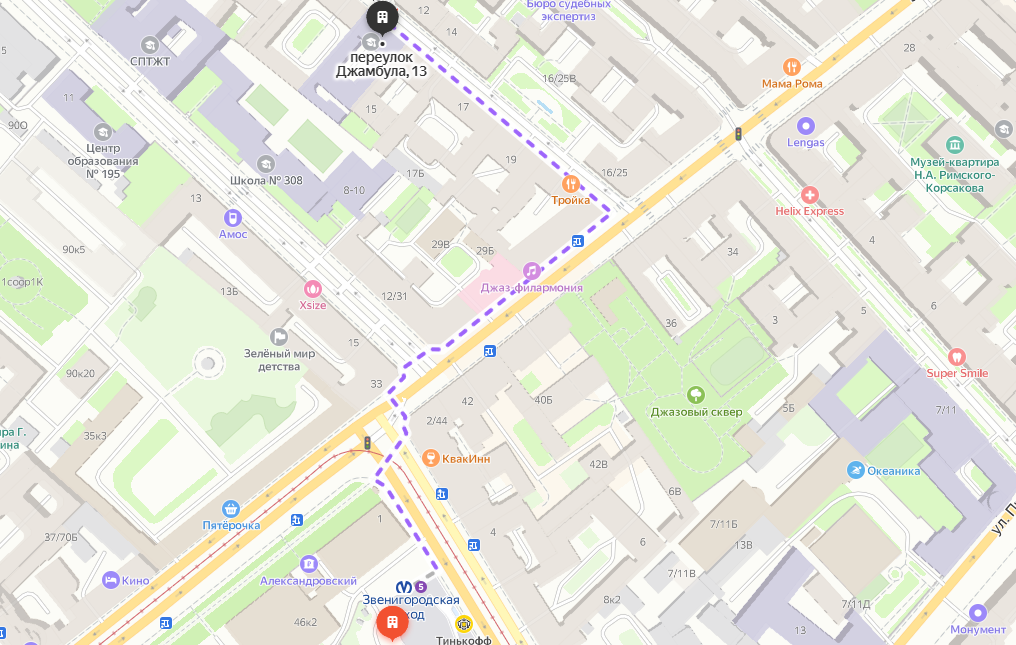 Бюро судебных
экспертиз
12
14
28
5
СПТЖТ
переулок
Джамбула, 13
16/25В
Мама Рома
11
15
17
90О
Lengas
Центр
образования
№ 195
Музей-квартира
Н.А. Римского-
Корсакова
19
17Б
16/25
Школа № 308
8-10
13
Тройка
Helix Express
Амос
90к5
29В
29Б
34
4
1соор1К
13Б
Джаз-филармония
12/31
Xsize
6
5
3
36
15
Зелёный мир
детства
90к20
33
Super Smile
42
40Б
Джазовый сквер
5Б
7/11
2/44
35к3
КвакИнн
42В
Океаника
6В
Пятёрочка
1
7/11Б
37/70Б
4
6
13В
Кино
Александровский
5
7/11В
Звенигородская
ход
8к2
7/11Д
46к2
13
Тинькофф
Монумент